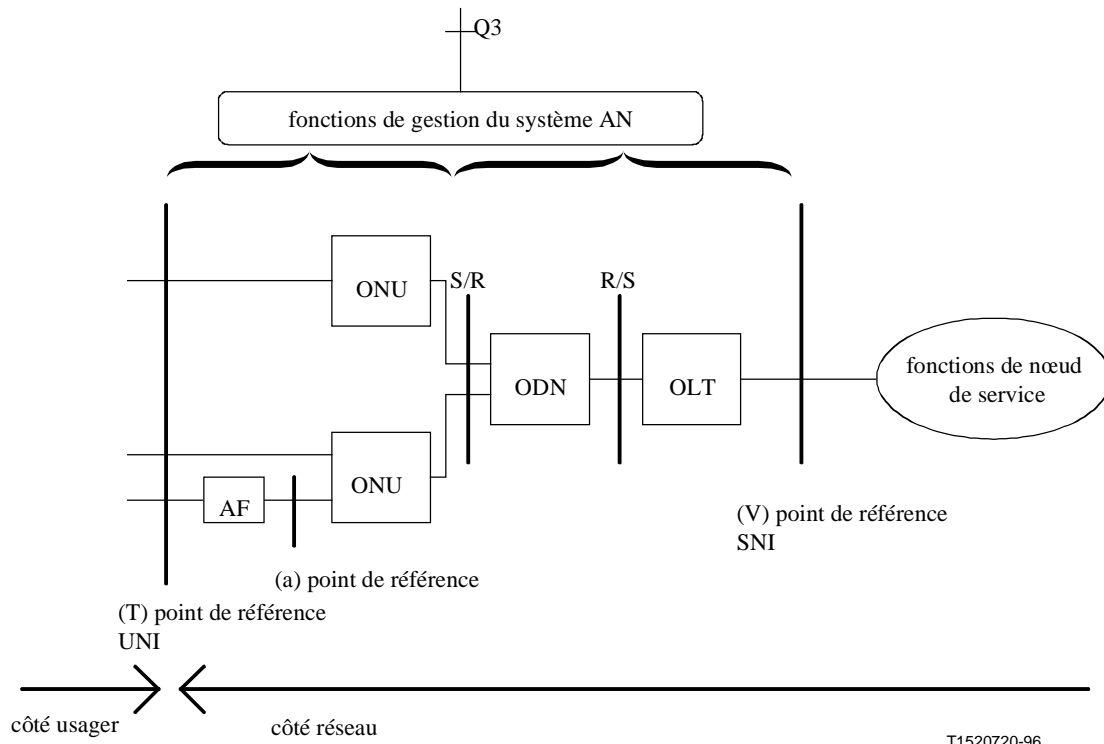 Q3
fonctions de gestion du système AN
ONU
S/R
R/S
ODN
OLT
fonctions de nœud
de service
ONU
AF
(V) point de référence
SNI
(a) point de référence
(T) point de référence
UNI
côté usager
côté réseau
T1520720-96